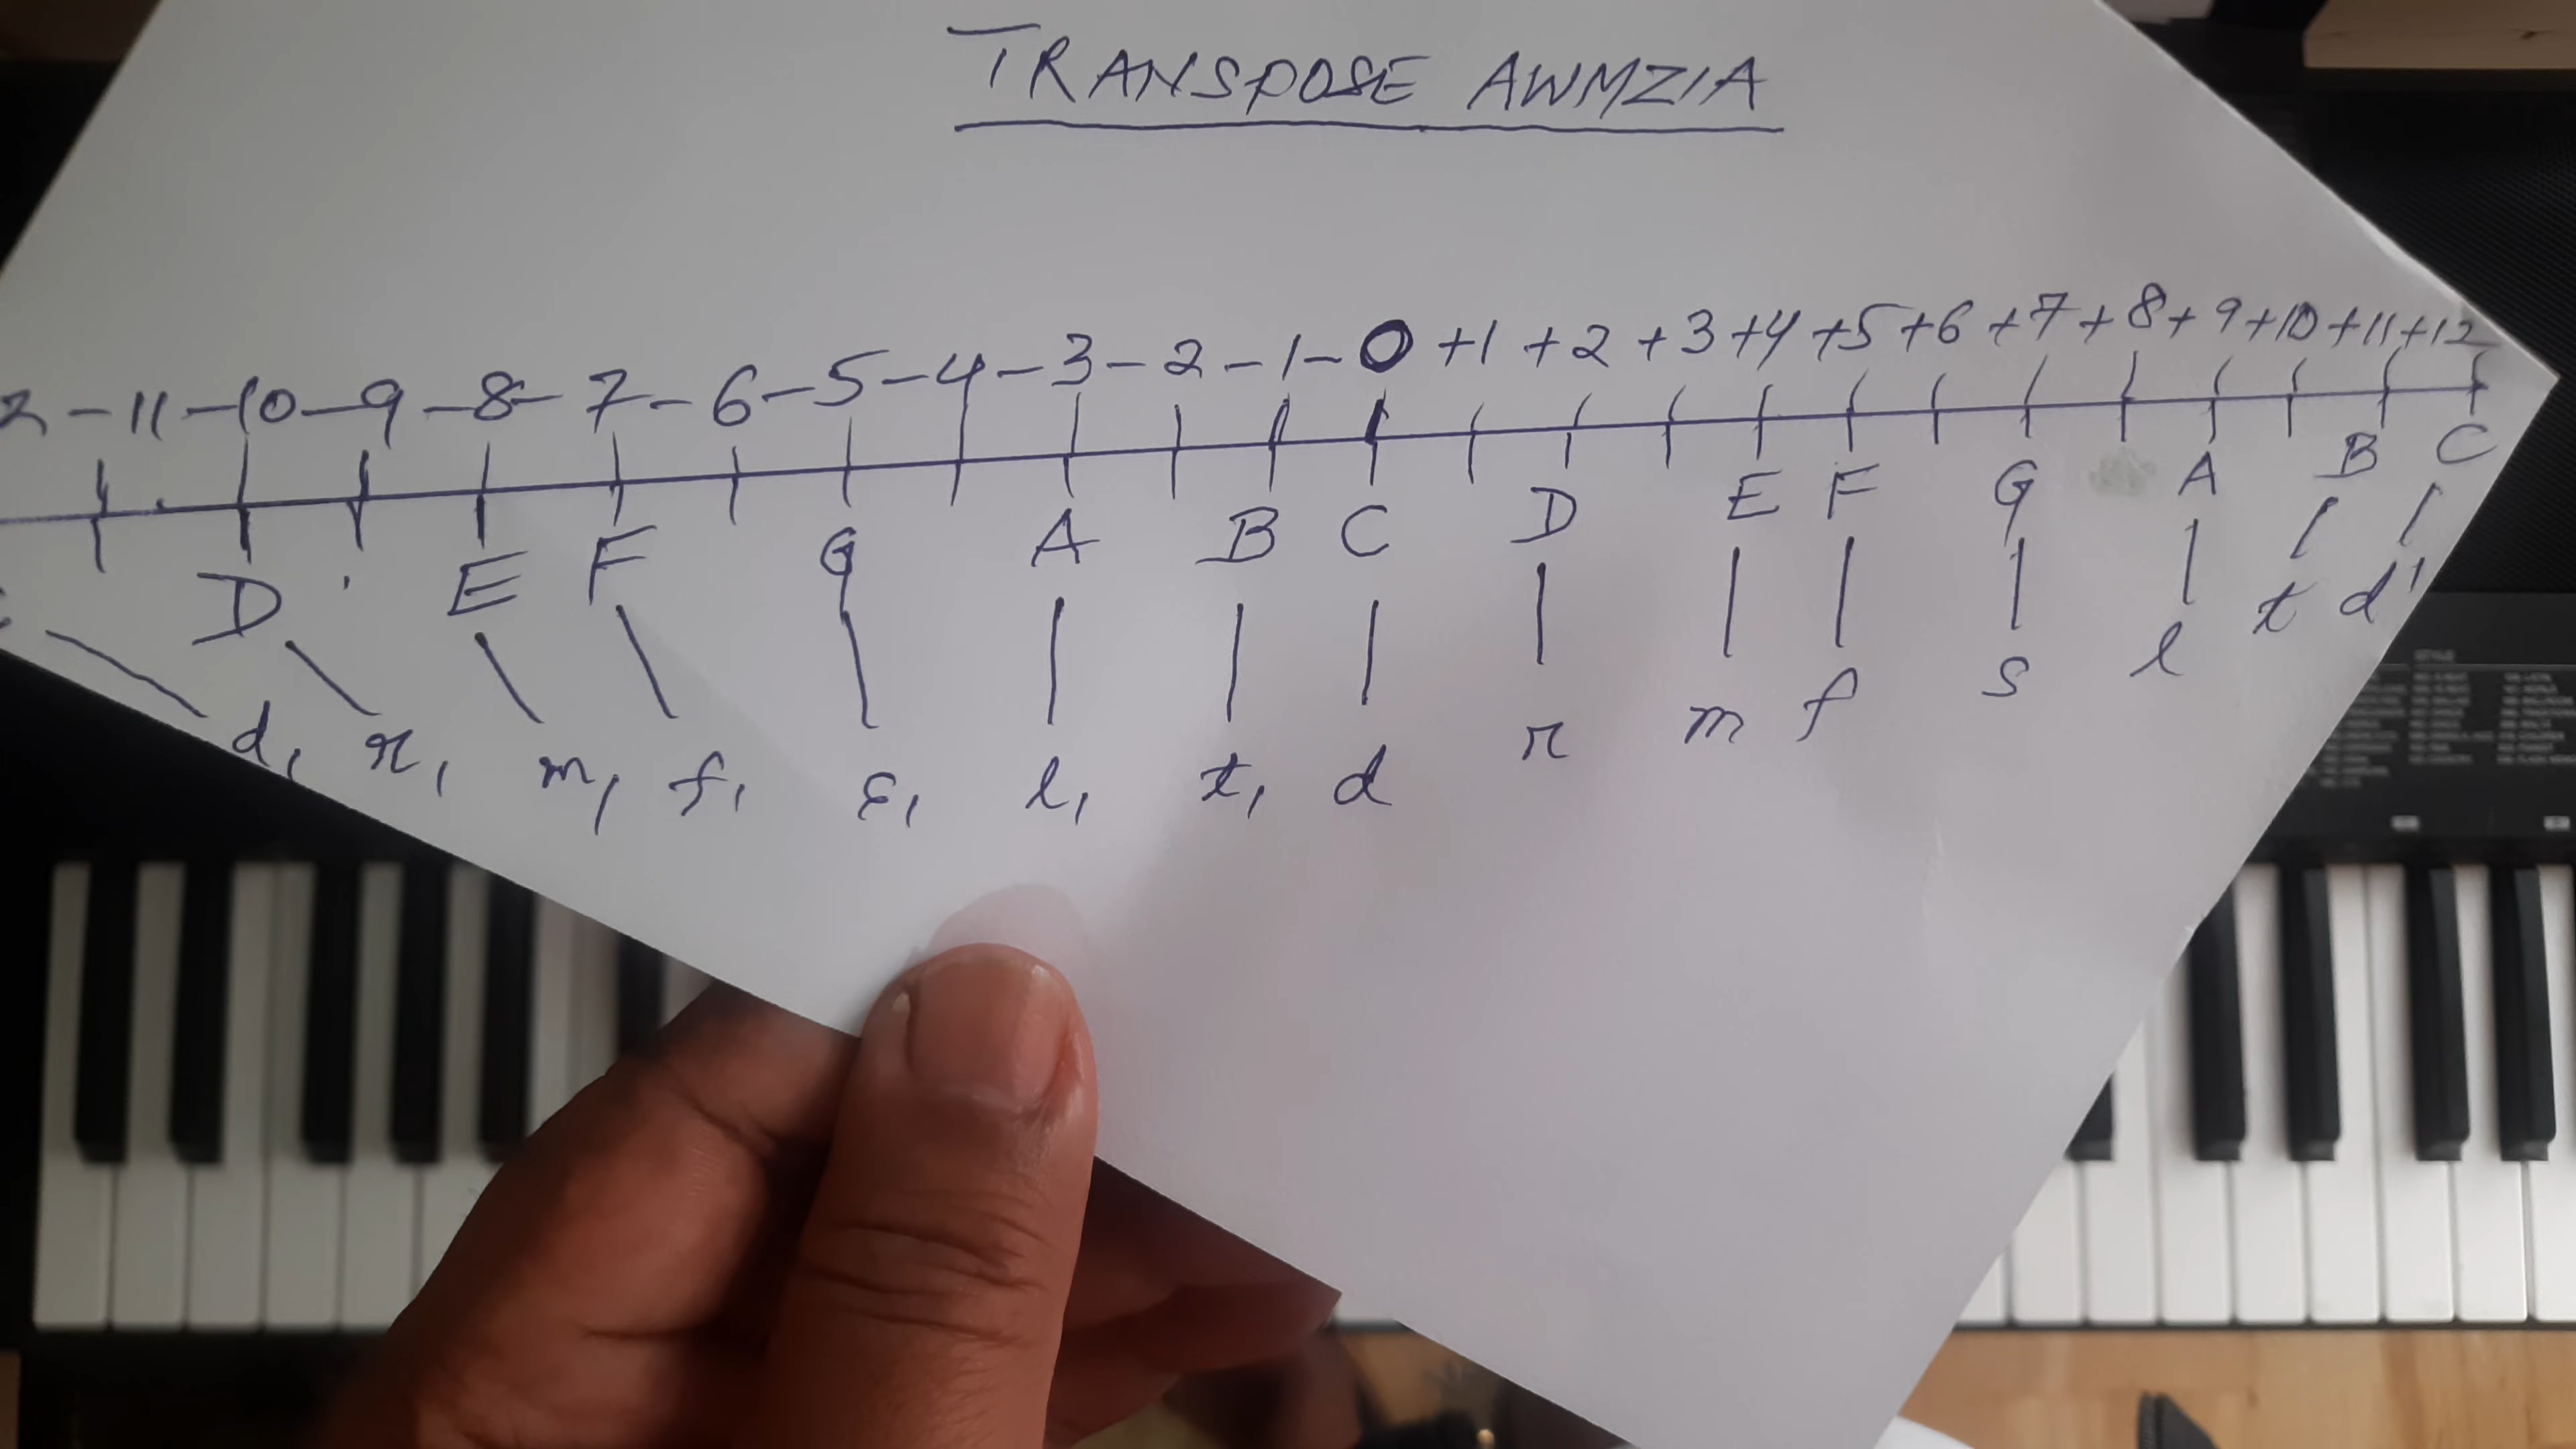 TRANSPOSE AWMZIA
2 -11 -10 -9 -8 -7 -6 -5 -4 -3 -2 -1 -0 +1 +2 +3 +4 +5 +6 +7 +8 +9 +10 +11 +12
D E F G A B C D E F G A B C
d, r, m, f, s, l, t, d r m f s l t d'